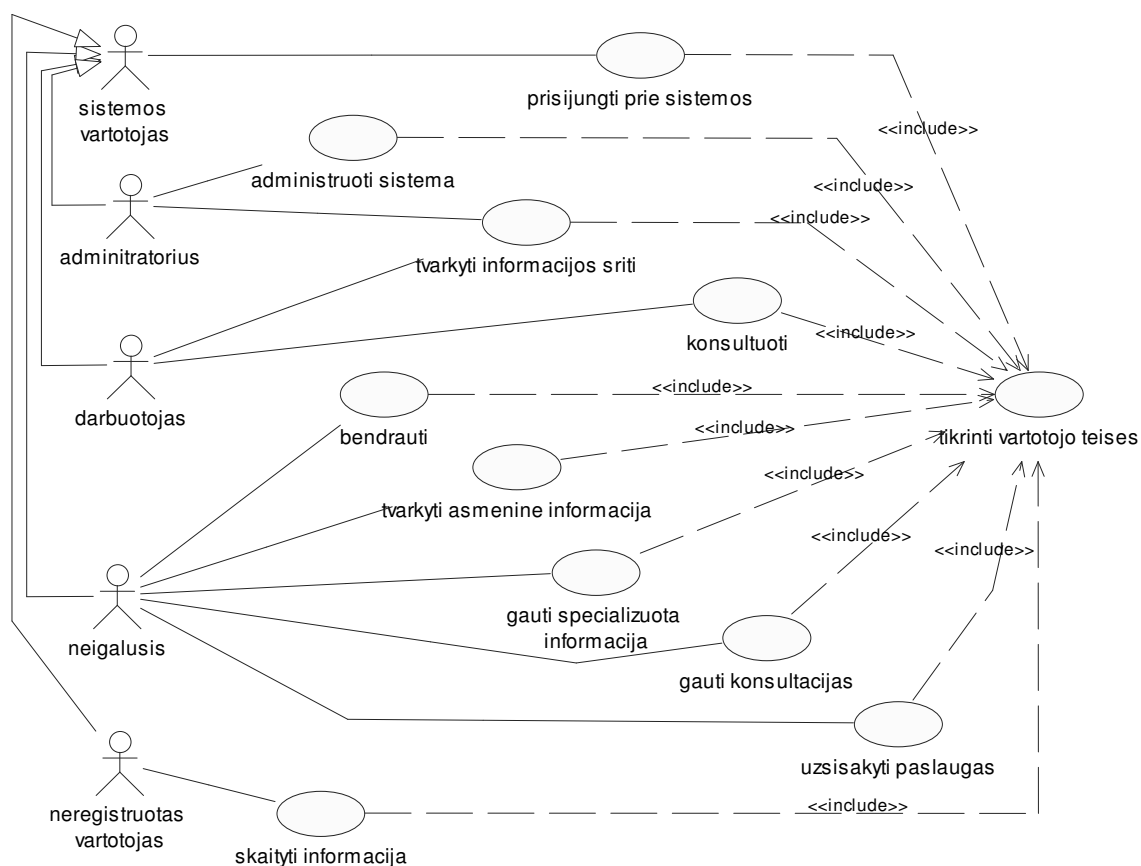 sistemos
vartotojas
prisijungti prie sistemos
<<include>>
administruoti sistema
<<include>>
<<include>>
adminitratorius
tvarkyti informacijos sriti
konsultuoti
<<include>>
darbuotojas
bendrauti
<<include>>
<<include>>
tikrinti vartotojo teises
tvarkyti asmenine informacija
<<include>>
<<include>>
<<include>>
neigalusis
gauti specializuota
informacija
gauti konsultacijas
uzsisakyti paslaugas
neregistruotas
vartotojas
<<include>>
skaityti informacija